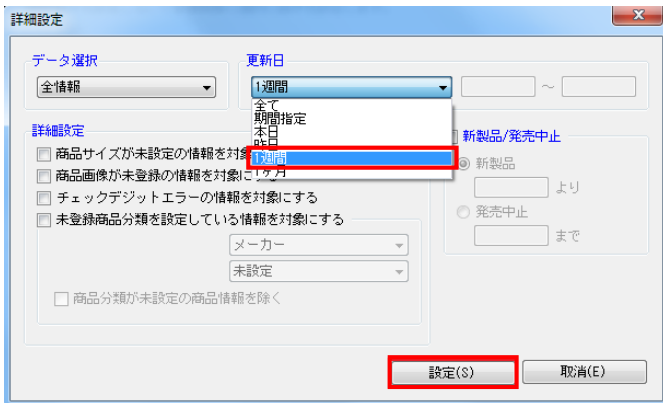 詳細設定
データ選択
全情報
更新日
1週間
～
全て
期間指定
本日
昨日
1週間
1ヶ月
詳細設定
商品サイズが未設定の情報を対象
商品画像が未登録の情報を対象にする
チェックデジットエラーの情報を対象にする
未登録商品分類を設定している情報を対象にする
メーカー
未設定
商品分類が未設定の商品情報を除く
新製品/発売中止
新製品
より
発売中止
まで
設定(S)
取消(E)